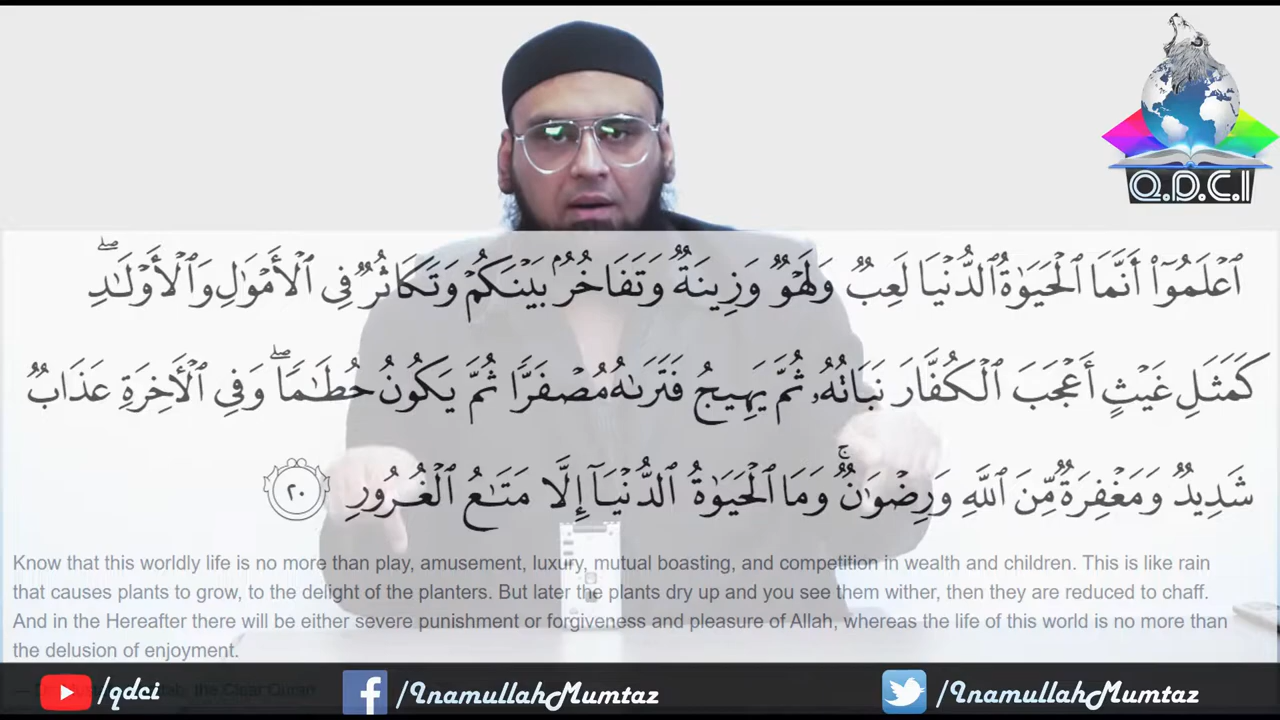 Q.D.C.I
ٱعْلَمُوٓا۟ أَنَّمَا ٱلْحَيَوٰةُ ٱلدُّنْيَا لَعِبٌۭ وَلَهْوٌۭ وَزِينَةٌۭ وَتَفَاخُرٌۢ بَيْنَكُمْ وَتَكَاثُرٌۭ فِى ٱلْأَمْوَٰلِ وَٱلْأَوْلَـٰدِ ۖ
كَمَثَلِ غَيْثٍ أَعْجَبَ ٱلْكُفَّارَ نَبَاتُهُۥ ثُمَّ يَهِيجُ فَتَرَىٰهُ مُصْفَرًّۭا ثُمَّ يَكُونُ حُطَـٰمًۭا ۖ وَفِى ٱلْـَٔاخِرَةِ عَذَابٌۭ
شَدِيدٌۭ وَمَغْفِرَةٌۭ مِّنَ ٱللَّهِ وَرِضْوَٰنٌۭ ۚ وَمَا ٱلْحَيَوٰةُ ٱلدُّنْيَآ إِلَّا مَتَـٰعُ ٱلْغُرُورِ ٢٠
Know that this worldly life is no more than play, amusement, luxury, mutual boasting, and competition in wealth and children. This is like rain
that causes plants to grow, to the delight of the planters. But later the plants dry up and you see them wither, then they are reduced to chaff.
And in the Hereafter there will be either severe punishment or forgiveness and pleasure of Allah, whereas the life of this world is no more than
the delusion of enjoyment.
the Clear Quran
/qdci /InamullahMumtaz /InamullahMumtaz